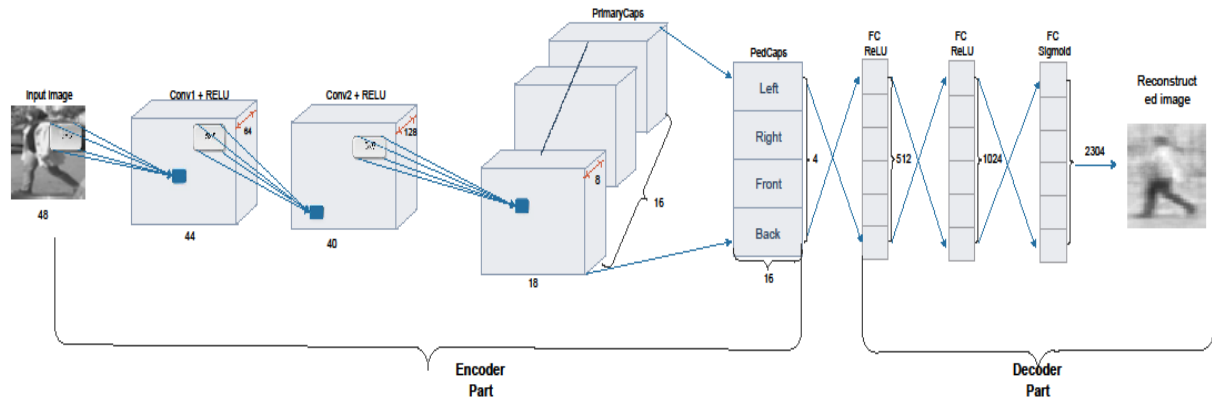 Input Image
48
Conv1 + RELU
64
44
Conv2 + RELU
128
40
PrimaryCaps
8
16
18
PedCaps
Left
Right
Front
Back
4
16
FC
ReLU
512
FC
ReLU
1024
FC
Sigmoid
2304
Reconstruct
ed image
Encoder
Part
Decoder
Part